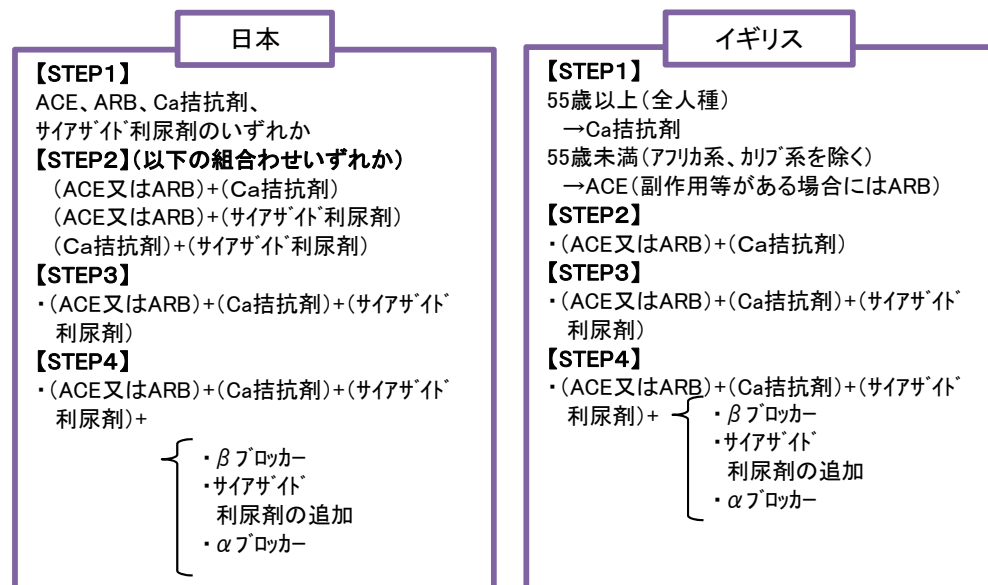 日本
【STEP1】
ACE、ARB、Ca拮抗剤、
ｻｲｱｻﾞｲﾄﾞ利尿剤のいずれか
【STEP2】(以下の組合わせいずれか)
(ACE又はARB)+(Ca拮抗剤)
(ACE又はARB)+(ｻｲｱｻﾞｲﾄﾞ利尿剤)
(Ca拮抗剤)+(ｻｲｱｻﾞｲﾄﾞ利尿剤)
【STEP3】
・(ACE又はARB)+(Ca拮抗剤)+(ｻｲｱｻﾞｲﾄﾞ
利尿剤)
【STEP4】
・(ACE又はARB)+(Ca拮抗剤)+(ｻｲｱｻﾞｲﾄﾞ
利尿剤)+
・βﾌﾞﾛｯｶｰ
・ｻｲｱｻﾞｲﾄﾞ
利尿剤の追加
・αﾌﾞﾛｯｶｰ
イギリス
【STEP1】
55歳以上(全人種)
→Ca拮抗剤
55歳未満(ｱﾌﾘｶ系、ｶﾘﾌﾞ系を除く)
→ACE(副作用等がある場合にはARB)
【STEP2】
・(ACE又はARB)+(Ca拮抗剤)
【STEP3】
・(ACE又はARB)+(Ca拮抗剤)+(ｻｲｱｻﾞｲﾄﾞ
利尿剤)
【STEP4】
・(ACE又はARB)+(Ca拮抗剤)+(ｻｲｱｻﾞｲﾄﾞ
利尿剤)+
・βﾌﾞﾛｯｶｰ
・ｻｲｱｻﾞｲﾄﾞ
利尿剤の追加
・αﾌﾞﾛｯｶｰ